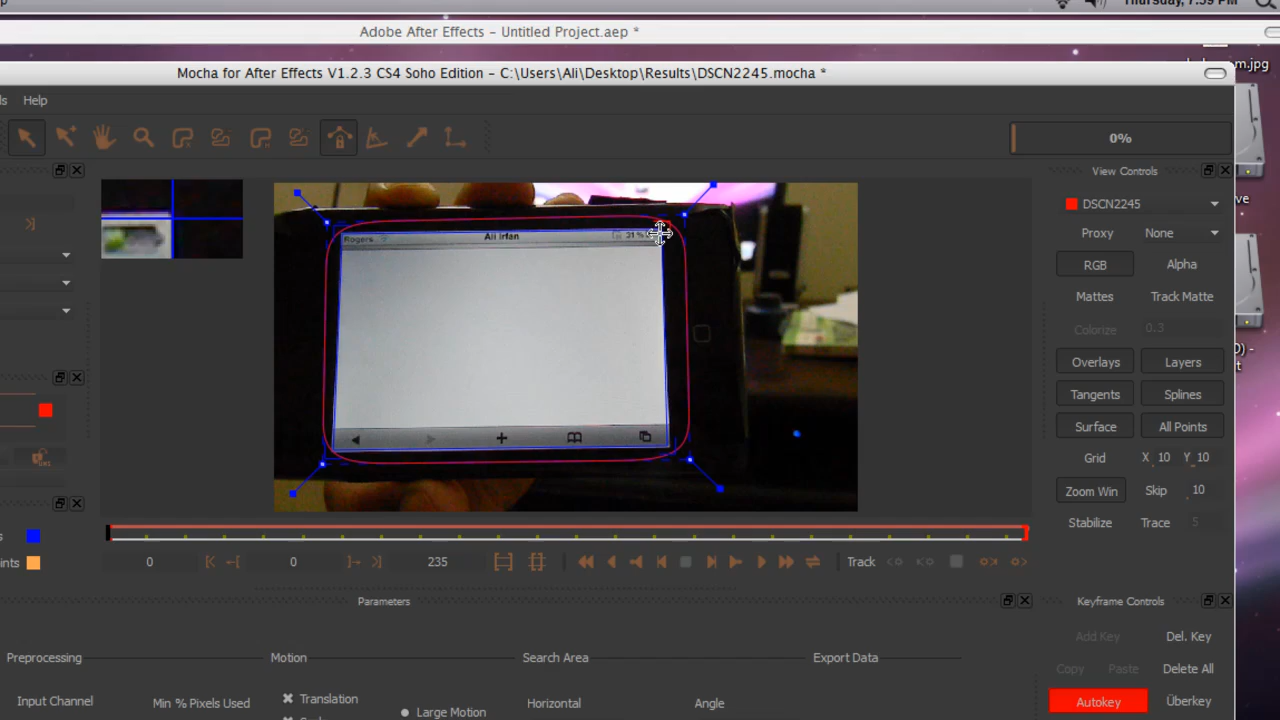 Thursday, 7:59 PM
Adobe After Effects – Untitled Project.aep *
Mocha for After Effects V1.2.3 CS4 Soho Edition – C:\Users\Ali\Desktop\Results\DSCN2245.mocha *
Help
0%
View Controls
DSCN2245
Proxy None
RGB Alpha
Mattes Track Matte
Colorize 0.3
Overlays Layers
Tangents Splines
Surface All Points
Grid X 10 Y 10
Zoom Win Skip 10
Stabilize Trace 5
Rogers Ali Irfan 31%
0 0 235 Track
Parameters
Keyframe Controls
Add Key Del. Key
Copy Paste Delete All
Autokey Überkey
Preprocessing Motion Search Area Export Data
Input Channel Min % Pixels Used Translation Horizontal Angle
Large Motion